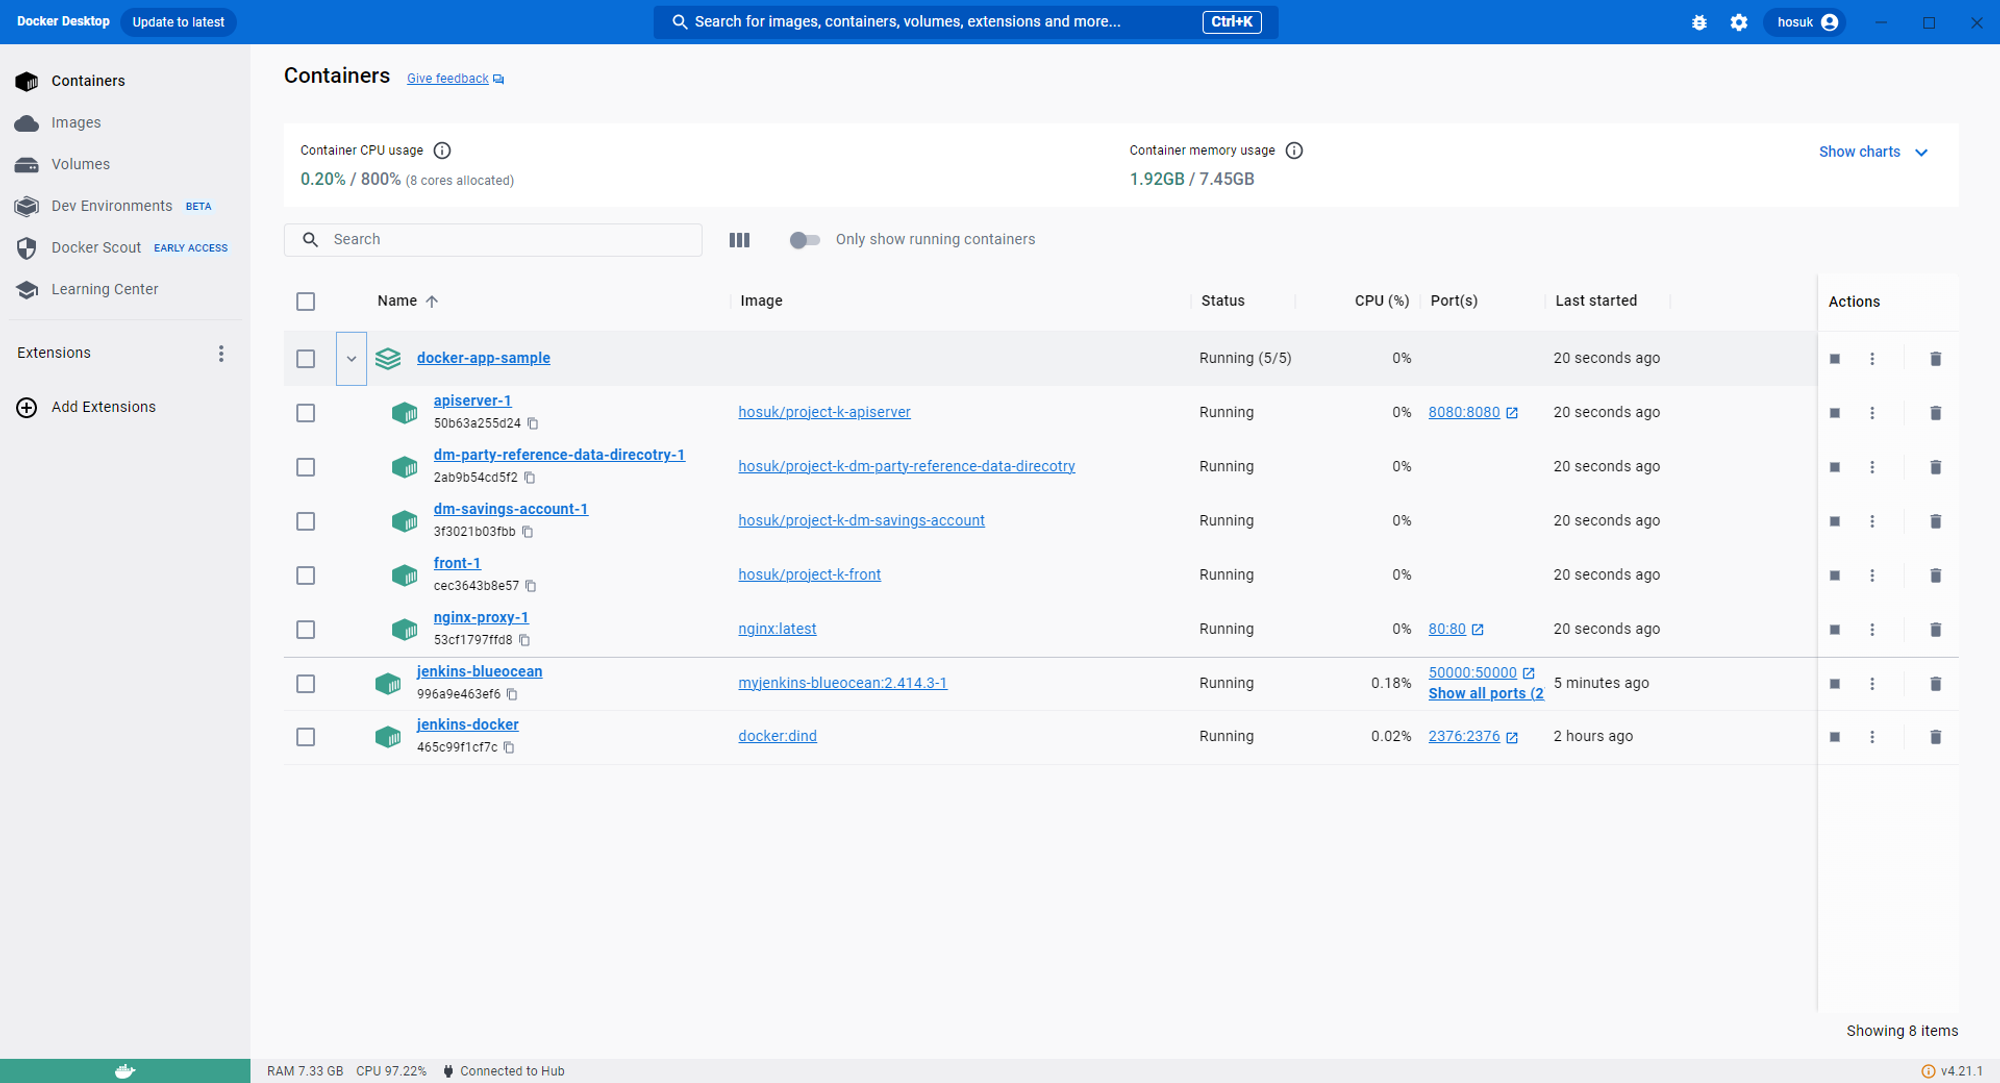 Docker Desktop Update to latest Search for images, containers, volumes, extensions and more... Ctrl+K hosuk
Containers
Images
Volumes
Dev Environments BETA
Docker Scout EARLY ACCESS
Learning Center
Extensions
Add Extensions
Containers Give feedback
Container CPU usage
0.20% / 800% (8 cores allocated)
Container memory usage
1.92GB / 7.45GB
Show charts
Search
Only show running containers
Name Image Status CPU (%) Port(s) Last started Actions
docker-app-sample Running (5/5) 0% 20 seconds ago
apiserver-1
50b63a255d24
hosuk/project-k-apiserver Running 0% 8080:8080 20 seconds ago
dm-party-reference-data-direcotry-1
2ab9b54cd5f2
hosuk/project-k-dm-party-reference-data-direcotry Running 0% 20 seconds ago
dm-savings-account-1
3f3021b03fbb
hosuk/project-k-dm-savings-account Running 0% 20 seconds ago
front-1
cec3643b8e57
hosuk/project-k-front Running 0% 20 seconds ago
nginx-proxy-1
53cf1797ffd8
nginx:latest Running 0% 80:80 20 seconds ago
jenkins-blueocean
996a9e463ef6
myjenkins-blueocean:2.414.3-1 Running 0.18% 50000:50000
Show all ports (2
5 minutes ago
jenkins-docker
465c99f1cf7c
docker:dind Running 0.02% 2376:2376 2 hours ago
Showing 8 items
RAM 7.33 GB CPU 97.22% Connected to Hub v4.21.1